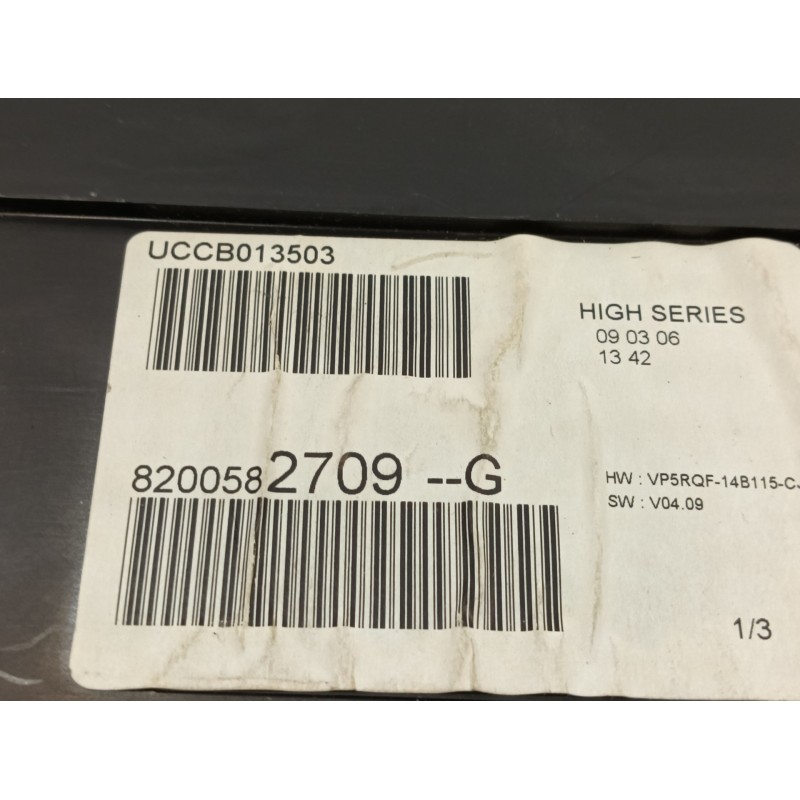 UCCB013503
HIGH SERIES
09 03 06
13 42
8200582709 --G
HW : VP5RQF-14B115-CJ
SW : V04.09
1/3